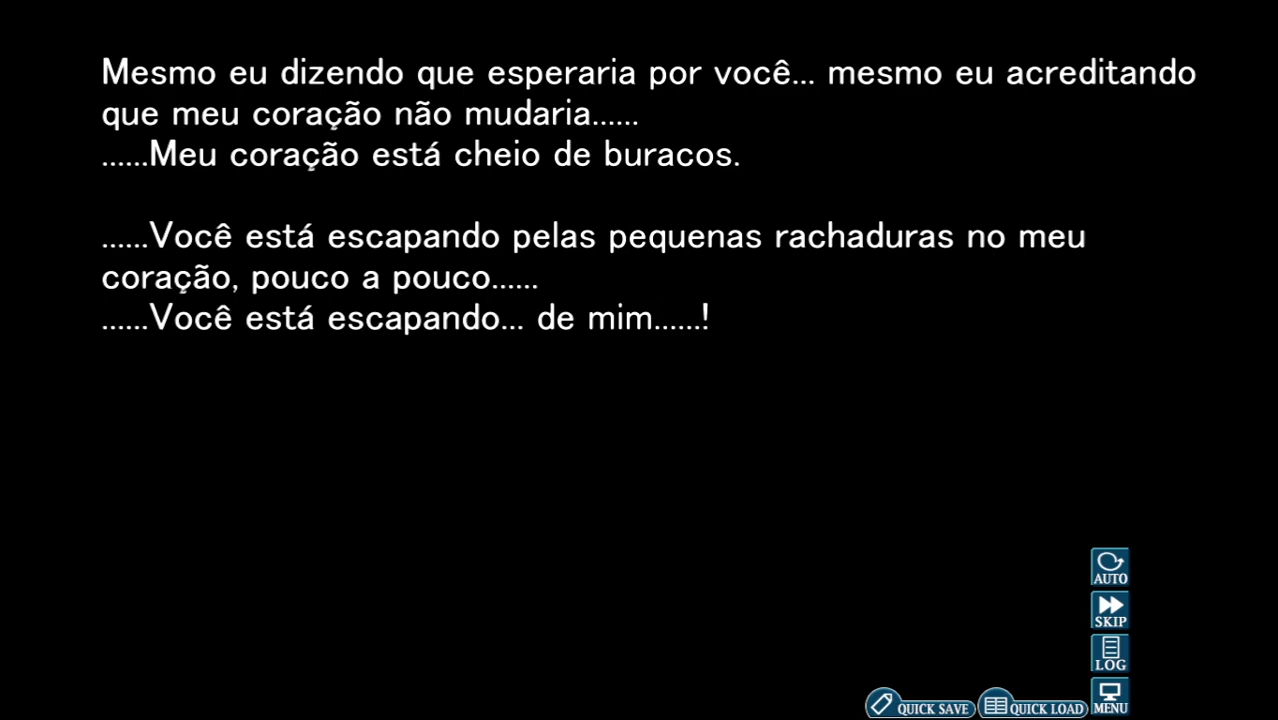 Mesmo eu dizendo que esperaria por você... mesmo eu acreditando
que meu coração não mudaria......
......Meu coração está cheio de buracos.
......Você está escapando pelas pequenas rachaduras no meu
coração, pouco a pouco......
......Você está escapando... de mim......!
AUTO
SKIP
LOG
MENU
QUICK SAVE
QUICK LOAD